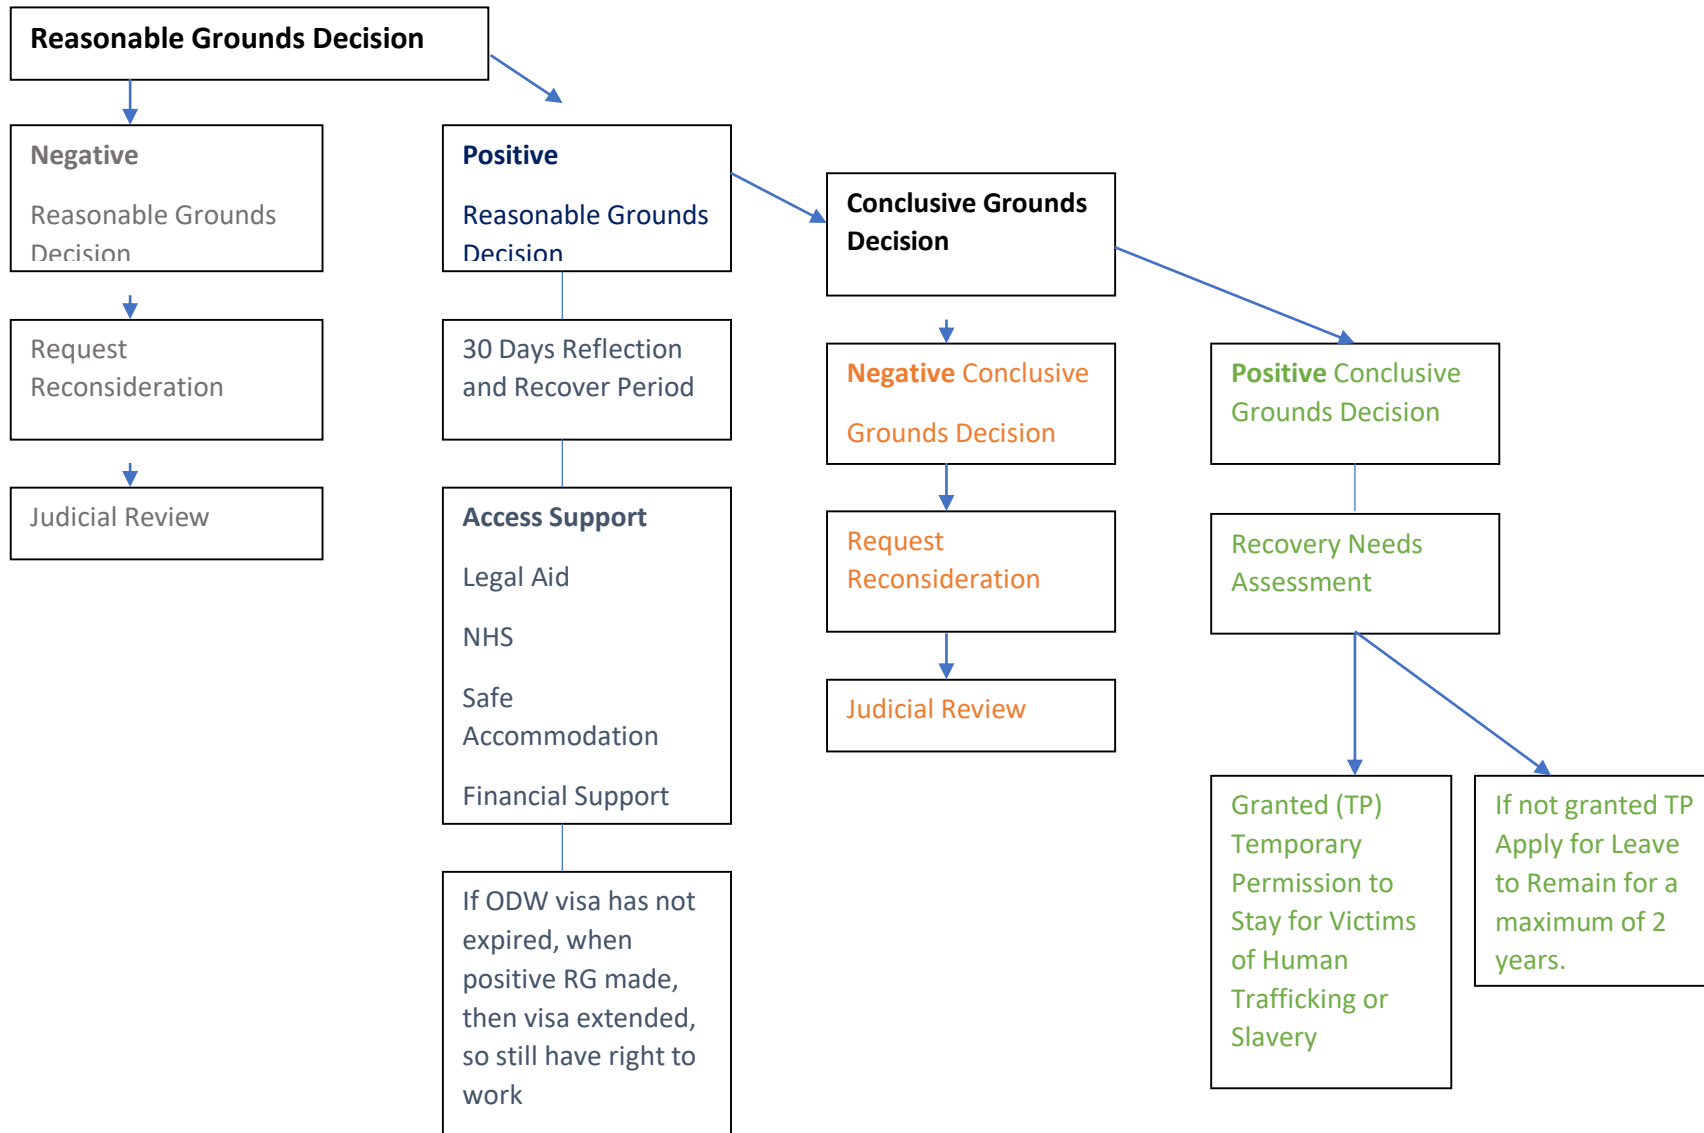 Reasonable Grounds Decision
Negative
Reasonable Grounds
Decision
Request
Reconsideration
Judicial Review
Positive
Reasonable Grounds
Decision
30 Days Reflection
and Recover Period
Access Support
Legal Aid
NHS
Safe
Accommodation
Financial Support
If ODW visa has not
expired, when
positive RG made,
then visa extended,
so still have right to
work
Conclusive Grounds
Decision
Negative Conclusive
Grounds Decision
Request
Reconsideration
Judicial Review
Positive Conclusive
Grounds Decision
Recovery Needs
Assessment
Granted (TP)
Temporary
Permission to
Stay for Victims
of Human
Trafficking or
Slavery
If not granted TP
Apply for Leave
to Remain for a
maximum of 2
years.